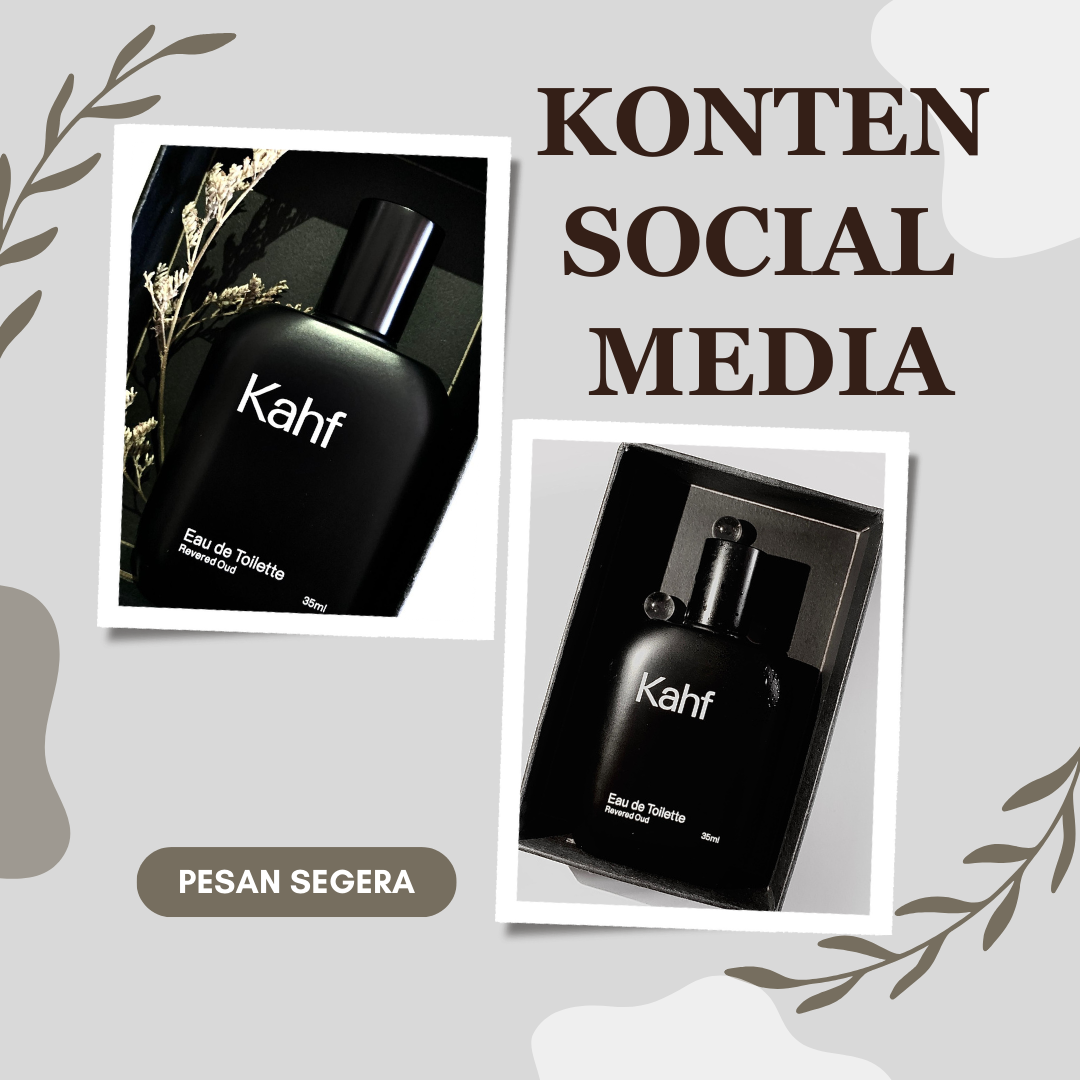 KONTEN
SOCIAL
MEDIA
Kahf
Eau de Toilette
Revered Oud
35ml
Kahf
Eau de Toilette
Revered Oud
35ml
PESAN SEGERA